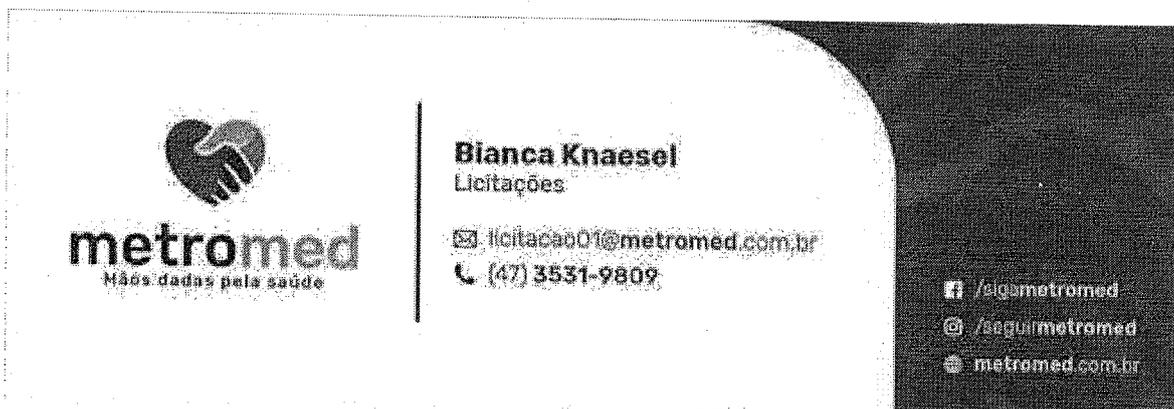 metromed
Mãos dadas pela saúde
Bianca Knaesel
Licitações
licitacao01@metromed.com.br
(47) 3531-9809
/sigametromed
/seguirmetromed
metromed.com.br